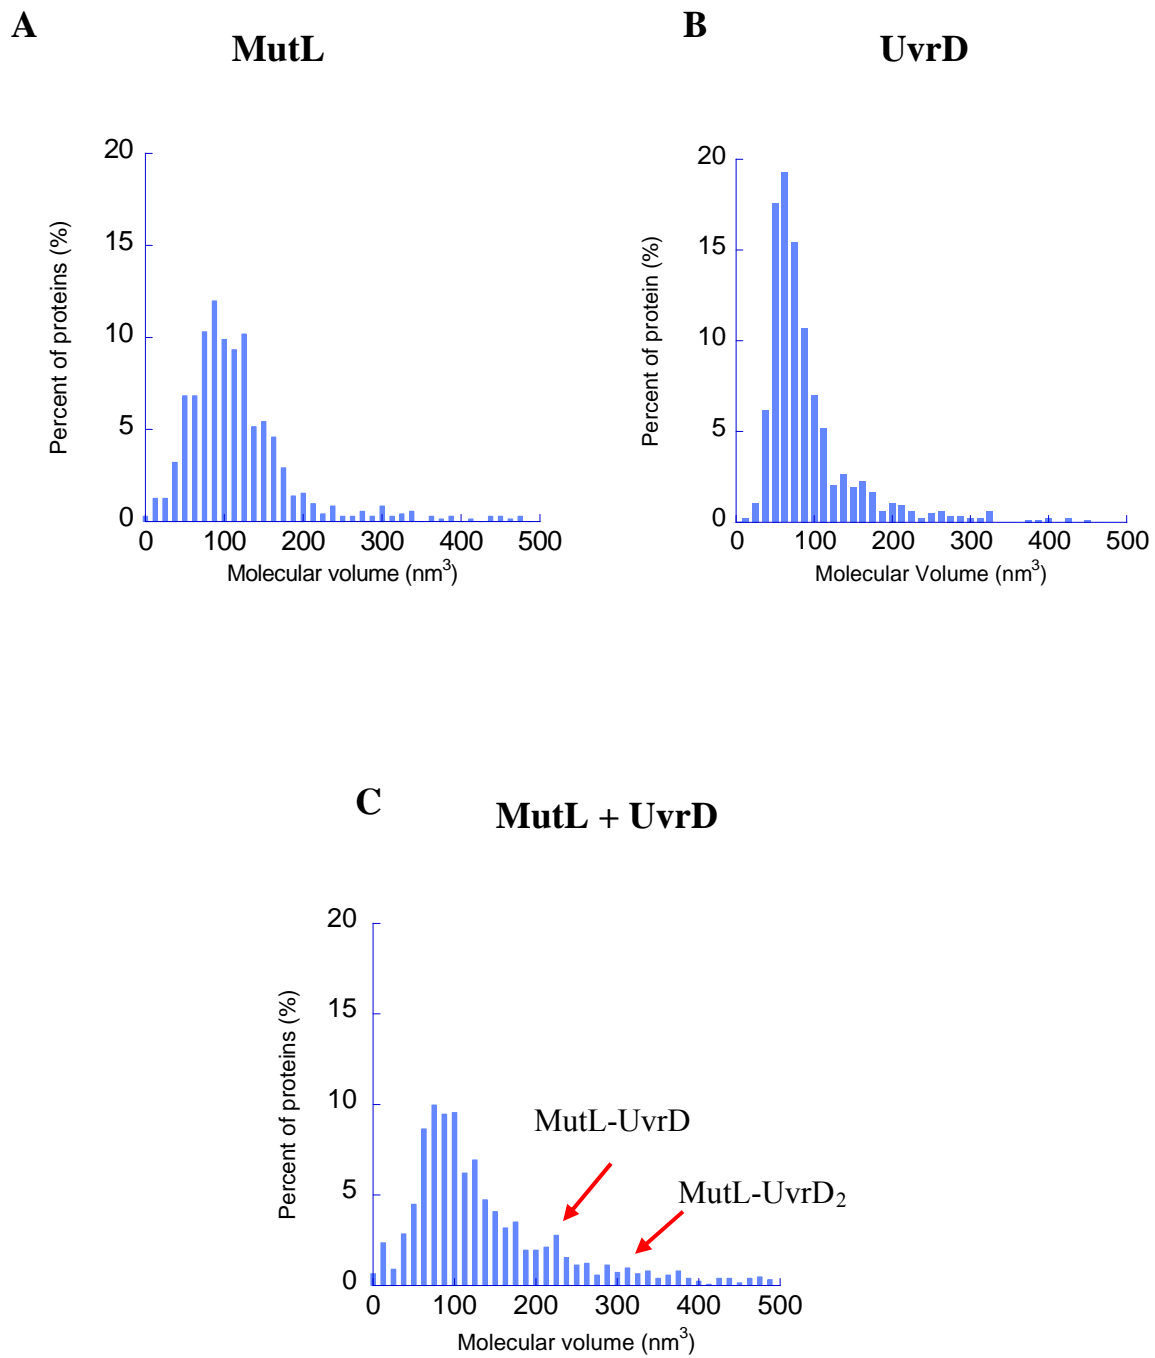 A
MutL
20
15
10
5
0
0 100 200 300 400 500
Percent of proteins (%)
Molecular volume (nm³)
B
UvrD
20
15
10
5
0
0 100 200 300 400 500
Percent of protein (%)
Molecular Volume (nm³)
C
MutL + UvrD
20
15
10
5
0
0 100 200 300 400 500
Percent of proteins (%)
MutL-UvrD
MutL-UvrD₂
Molecular volume (nm³)